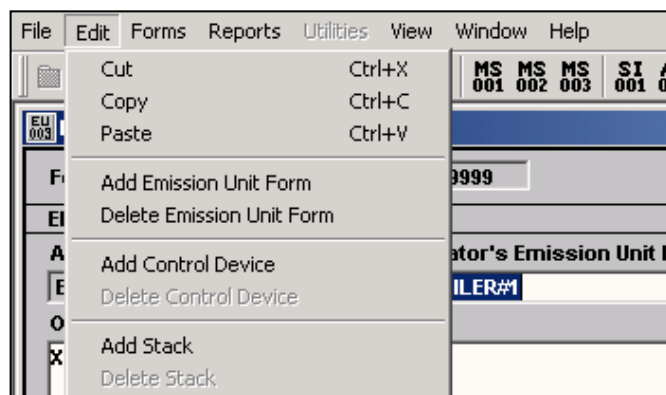 File Edit Forms Reports Utilities View Window Help
Cut Ctrl+X
MS 001 MS 002 MS 003 SI 001
Copy Ctrl+C
EU 003
Paste Ctrl+V
Add Emission Unit Form
9999
Delete Emission Unit Form
Add Control Device
ator's Emission Unit
Delete Control Device
ILER#1
Add Stack
X
Delete Stack